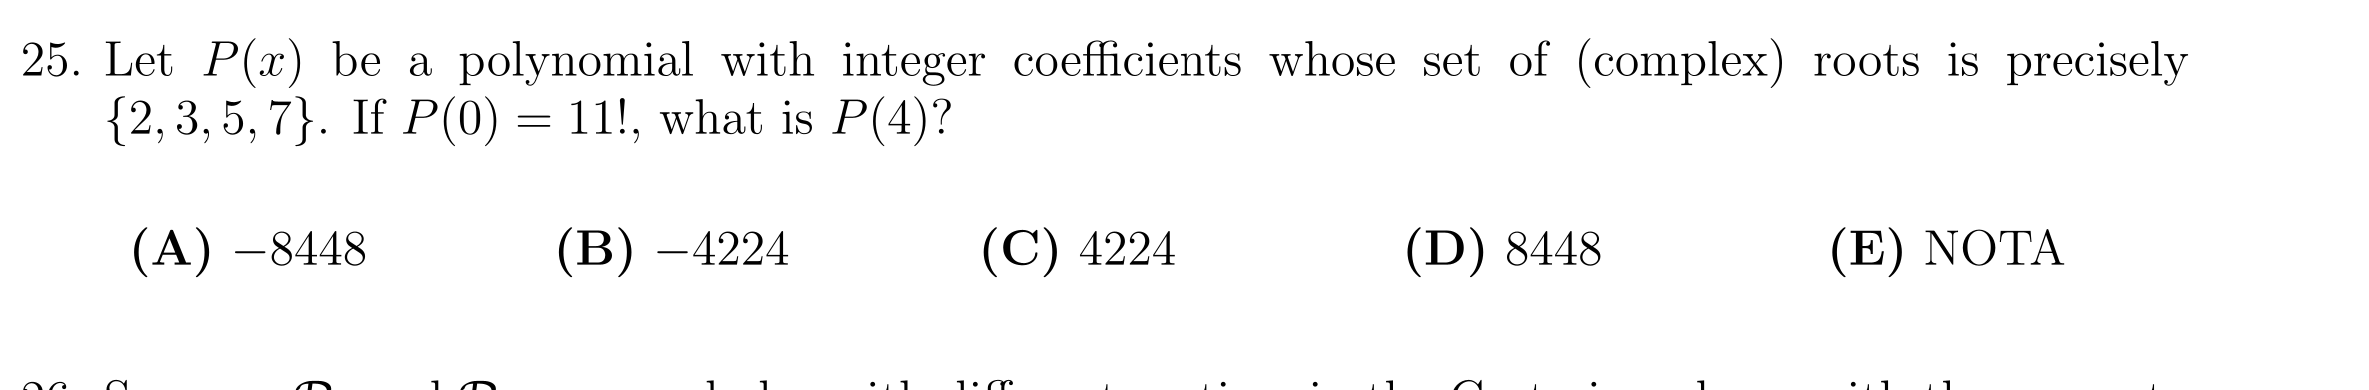 25. Let P(x) be a polynomial with integer coefficients whose set of (complex) roots is precisely
{2, 3, 5, 7}. If P(0) = 11!, what is P(4)?
(A) −8448 (B) −4224 (C) 4224 (D) 8448 (E) NOTA